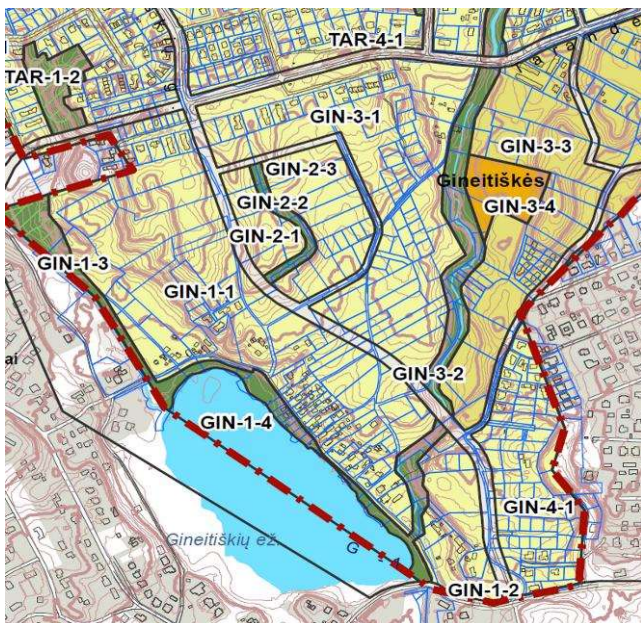 TAR-4-1
TAR-1-2
GIN-3-1
GIN-3-3
GIN-2-3
Gineitiškės
GIN-2-2
GIN-3-4
GIN-2-1
GIN-1-3
GIN-1-1
ai
GIN-3-2
GIN-1-4
GIN-4-1
Gineitiškių ež.
GIN-1-2